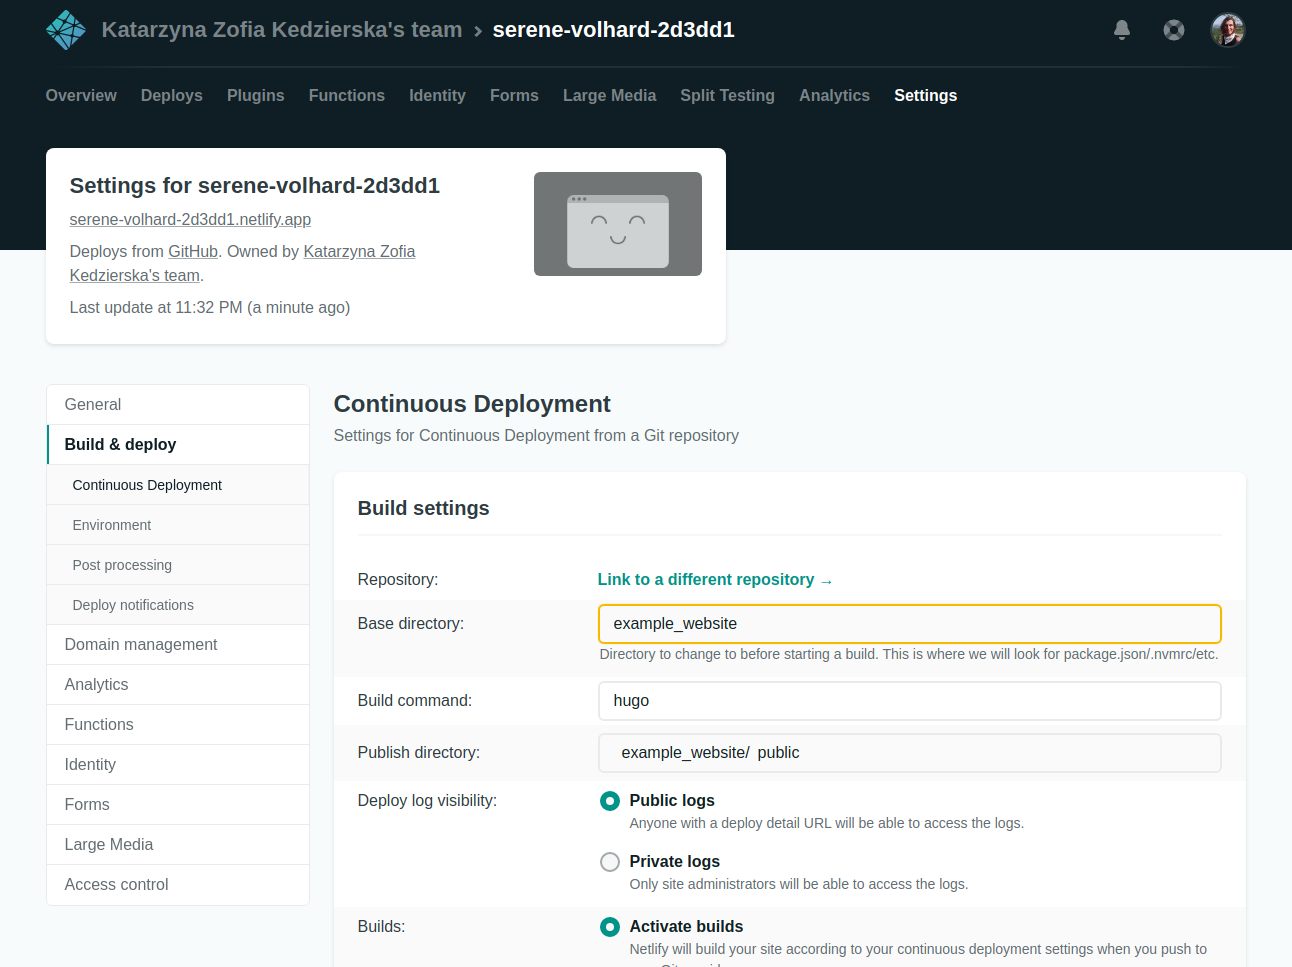 Katarzyna Zofia Kedzierska's team › serene-volhard-2d3dd1
Overview Deploys Plugins Functions Identity Forms Large Media Split Testing Analytics Settings
Settings for serene-volhard-2d3dd1
serene-volhard-2d3dd1.netlify.app
Deploys from GitHub. Owned by Katarzyna Zofia
Kedzierska's team.
Last update at 11:32 PM (a minute ago)
General
Build & deploy
Continuous Deployment
Environment
Post processing
Deploy notifications
Domain management
Analytics
Functions
Identity
Forms
Large Media
Access control
Continuous Deployment
Settings for Continuous Deployment from a Git repository
Build settings
Repository: Link to a different repository →
Base directory: example_website
Directory to change to before starting a build. This is where we will look for package.json/.nvmrc/etc.
Build command: hugo
Publish directory: example_website/ public
Deploy log visibility: Public logs
Anyone with a deploy detail URL will be able to access the logs.
Private logs
Only site administrators will be able to access the logs.
Builds: Activate builds
Netlify will build your site according to your continuous deployment settings when you push to